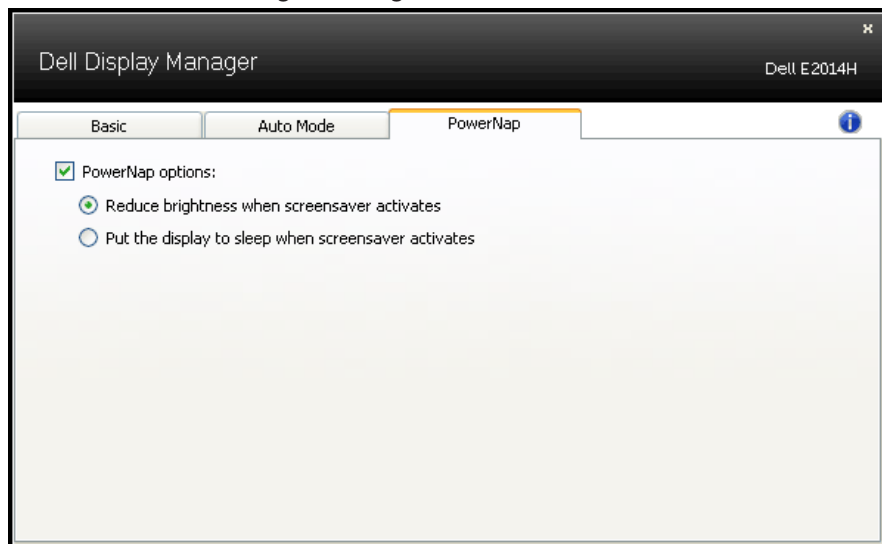 x
Dell Display Manager
Dell E2014H
Basic
Auto Mode
PowerNap
i
PowerNap options:
Reduce brightness when screensaver activates
Put the display to sleep when screensaver activates